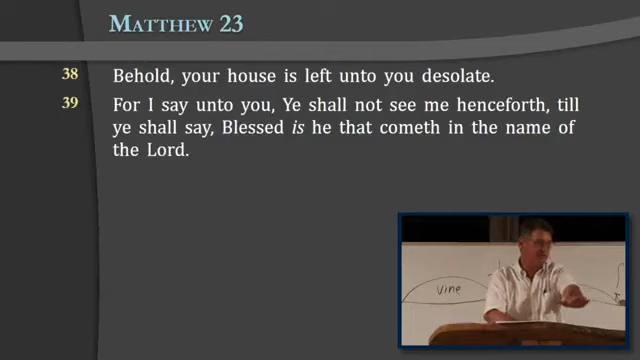 MATTHEW 23
38 Behold, your house is left unto you desolate.
39 For I say unto you, Ye shall not see me henceforth, till
ye shall say, Blessed is he that cometh in the name of
the Lord.
Vine